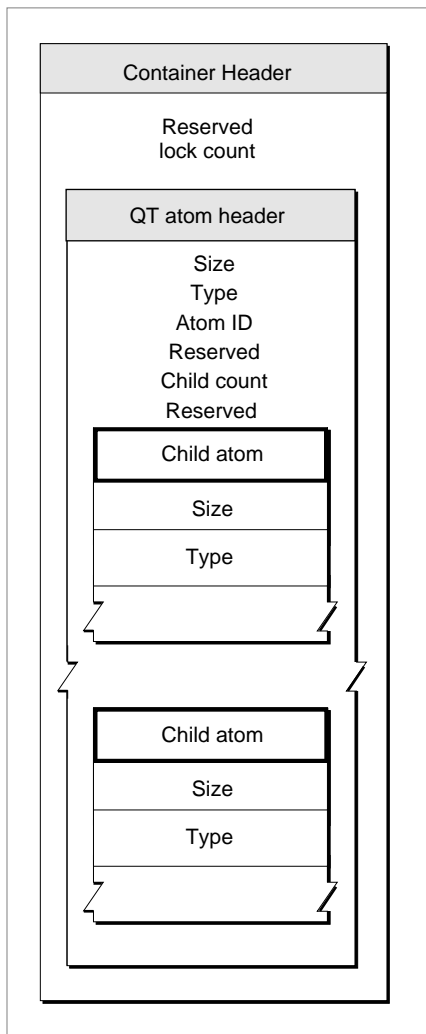 Container Header
Reserved
lock count
QT atom header
Size
Type
Atom ID
Reserved
Child count
Reserved
Child atom
Size
Type
Child atom
Size
Type